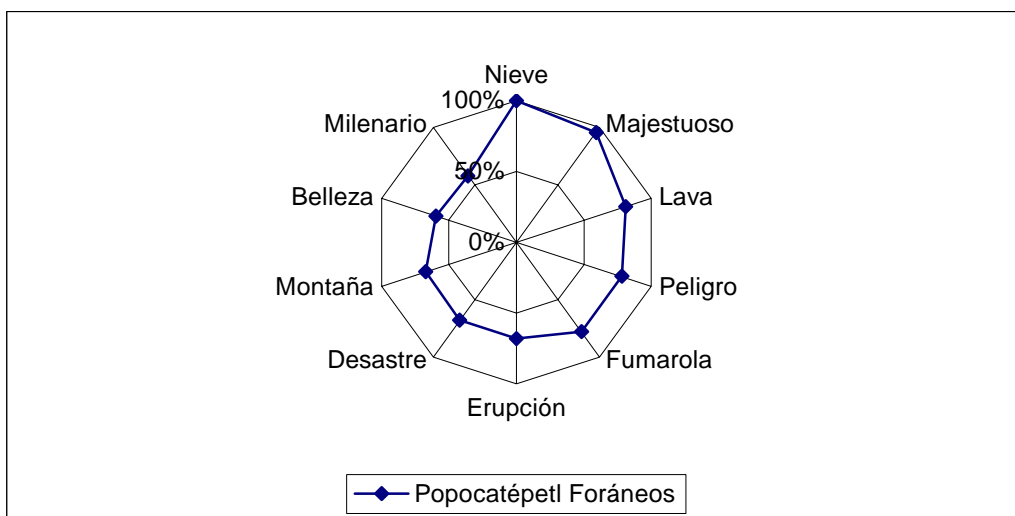 Nieve
100%
Milenario
Majestuoso
50%
Belleza
Lava
0%
Montaña
Peligro
Desastre
Fumarola
Erupción
Popocatépetl Foráneos